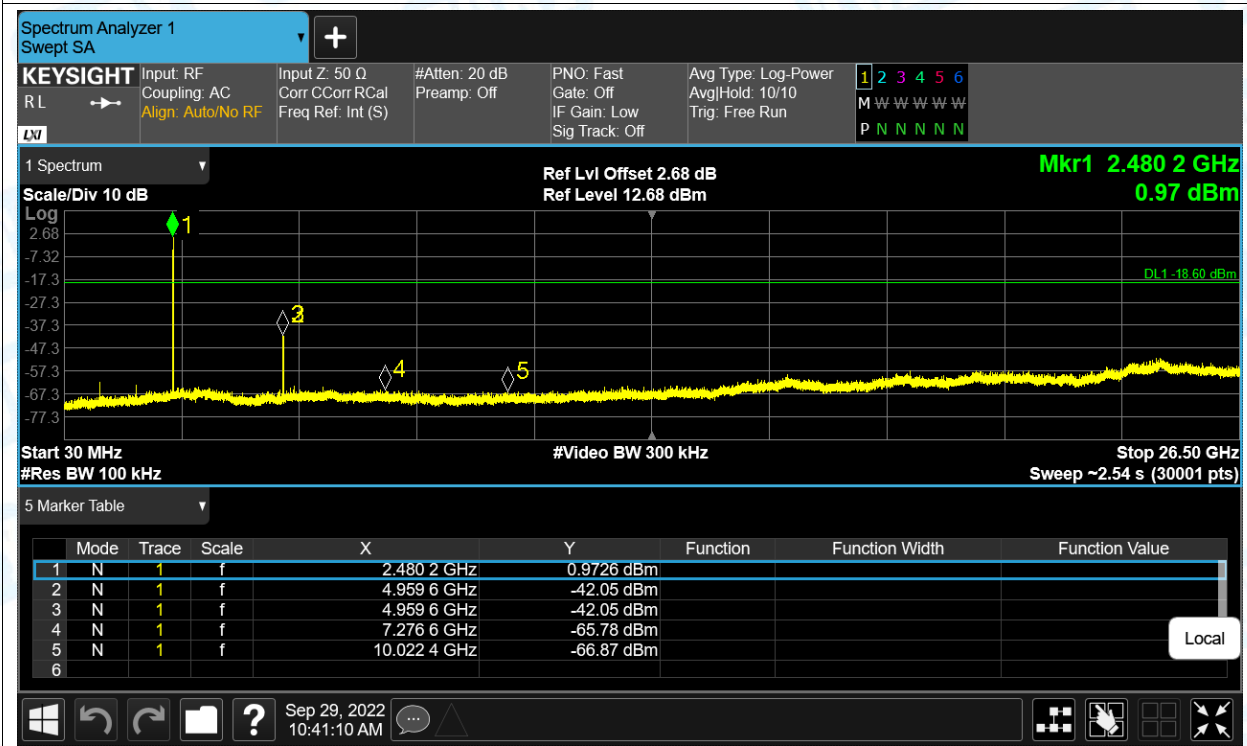 Spectrum Analyzer 1
Swept SA
KEYSIGHT Input: RF Input Z: 50 Ω #Atten: 20 dB PNO: Fast Avg Type: Log-Power 1 2 3 4 5 6
R L Coupling: AC Corr CCorr RCal Preamp: Off Gate: Off Avg|Hold: 10/10 M W W W W W W
Align: Auto/No RF Freq Ref: Int (S) IF Gain: Low Trig: Free Run P N N N N N N
LXI Sig Track: Off
1 Spectrum Ref Lvl Offset 2.68 dB Mkr1 2.480 2 GHz
Scale/Div 10 dB Ref Level 12.68 dBm 0.97 dBm
Log
2.68 1
-7.32
-17.3 DL1 -18.60 dBm
-27.3
-37.3 2 3
-47.3
-57.3 4 5
-67.3
-77.3
Start 30 MHz #Video BW 300 kHz Stop 26.50 GHz
#Res BW 100 kHz Sweep ~2.54 s (30001 pts)
5 Marker Table
Mode Trace Scale X Y Function Function Width Function Value
1 N 1 f 2.480 2 GHz 0.9726 dBm
2 N 1 f 4.959 6 GHz -42.05 dBm
3 N 1 f 4.959 6 GHz -42.05 dBm
4 N 1 f 7.276 6 GHz -65.78 dBm
5 N 1 f 10.022 4 GHz -66.87 dBm
6
Local
? Sep 29, 2022
10:41:10 AM